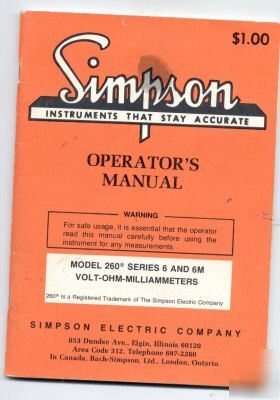 $1.00
Simpson
INSTRUMENTS THAT STAY ACCURATE
OPERATOR'S
MANUAL
WARNING
For safe usage, it is essential that the operator
read this manual carefully before using the
instrument for any measurements.
MODEL 260® SERIES 6 AND 6M
VOLT-OHM-MILLIAMMETERS
260® Is a Registered Trademark of The Simpson Electric Company
SIMPSON ELECTRIC COMPANY
853 Dundee Ave., Elgin, Illinois 60120
Area Code 312, Telephone 697-2260
In Canada, Bach-Simpson, Ltd., London, Ontario